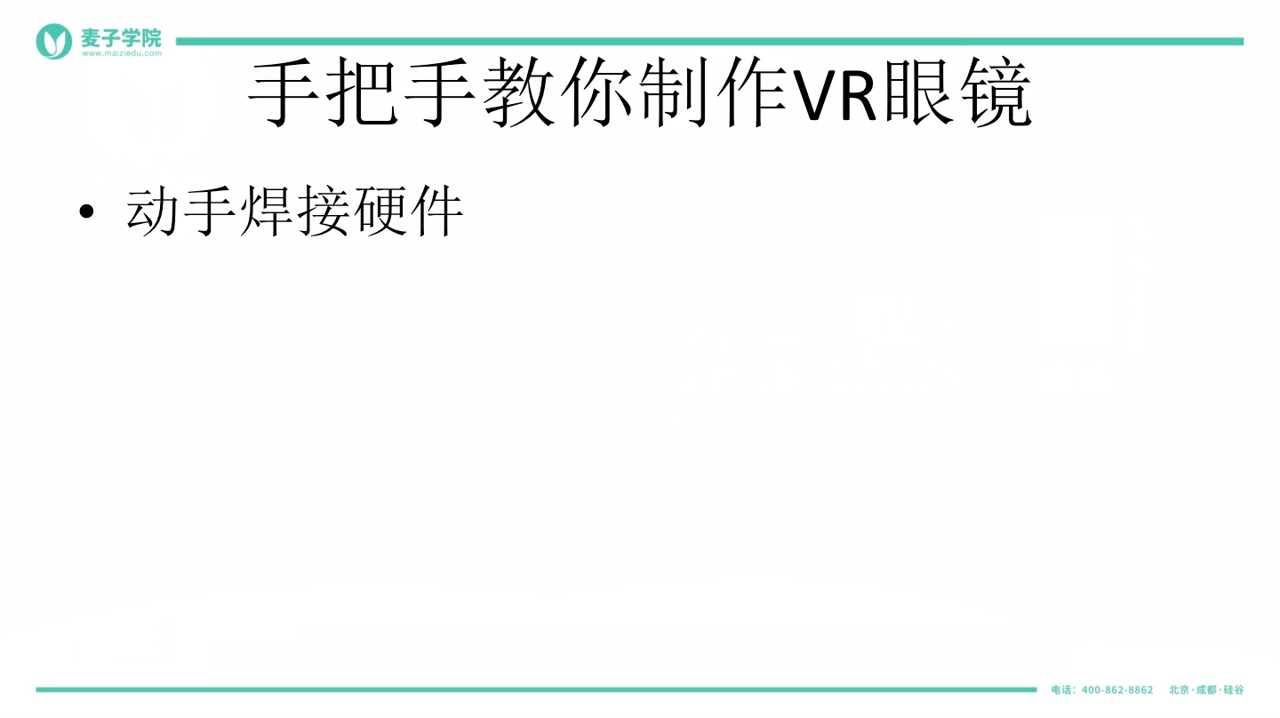 麦子学院
www.maiziedu.com
手把手教你制作VR眼镜
• 动手焊接硬件
电话：400-862-8862 北京·成都·硅谷